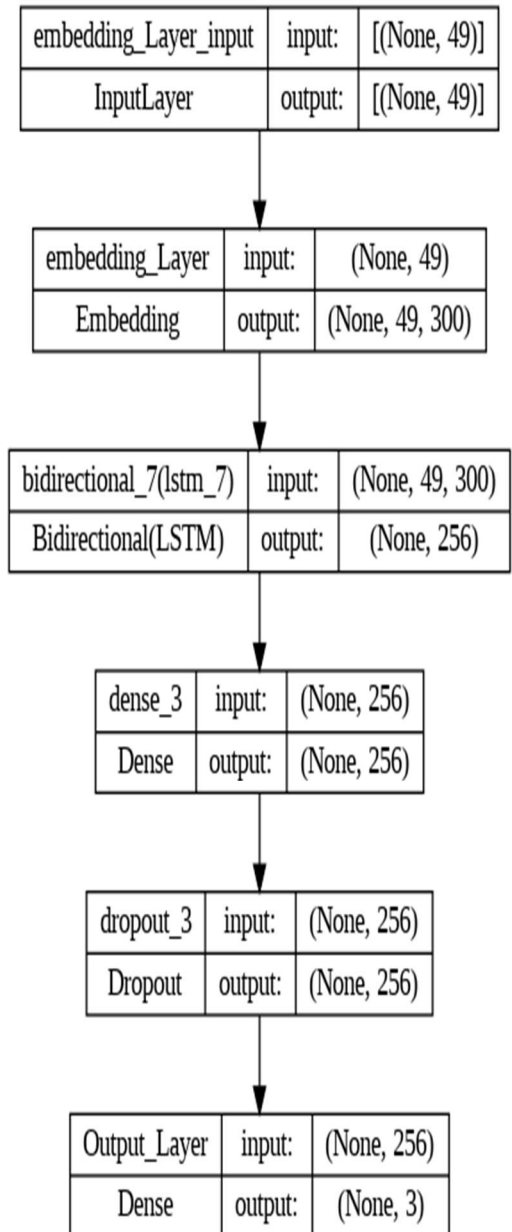 embedding_Layer_input input: [(None, 49)]
InputLayer output: [(None, 49)]
embedding_Layer input: (None, 49)
Embedding output: (None, 49, 300)
bidirectional_7(lstm_7) input: (None, 49, 300)
Bidirectional(LSTM) output: (None, 256)
dense_3 input: (None, 256)
Dense output: (None, 256)
dropout_3 input: (None, 256)
Dropout output: (None, 256)
Output_Layer input: (None, 256)
Dense output: (None, 3)